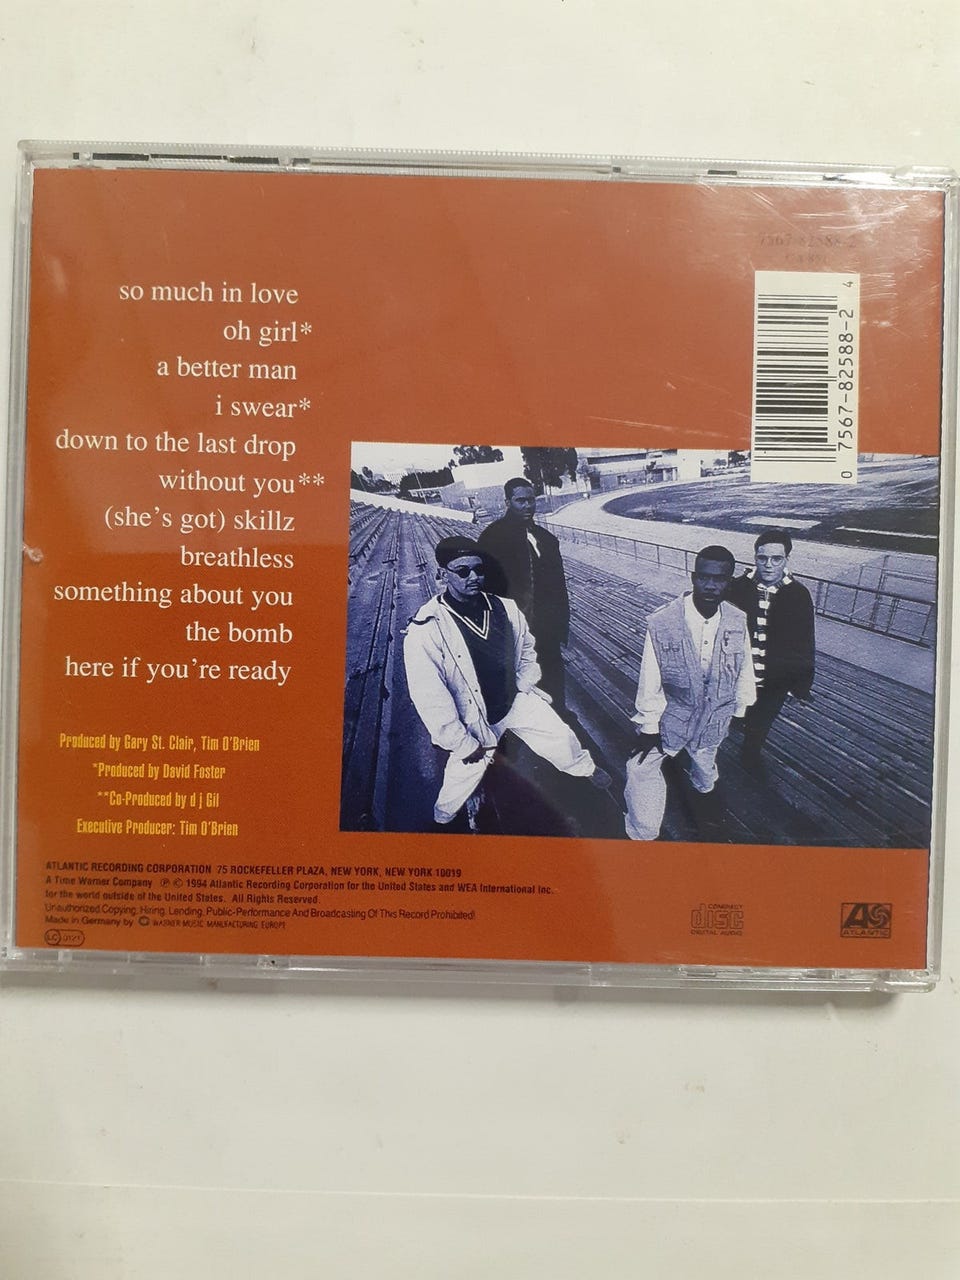 7567-82588-2
so much in love
oh girl*
a better man
i swear*
down to the last drop
without you**
(she's got) skillz
breathless
something about you
the bomb
here if you're ready
0 7567-82588-2 4
Produced by Gary St. Clair, Tim O'Brien
*Produced by David Foster
**Co-Produced by d j Gil
Executive Producer: Tim O'Brien
ATLANTIC RECORDING CORPORATION 75 ROCKEFELLER PLAZA, NEW YORK, NEW YORK 10019
A Time Warner Company ℗ © 1994 Atlantic Recording Corporation for the United States and WEA International Inc.
for the world outside of the United States. All Rights Reserved.
Unauthorized Copying, Hiring, Lending, Public-Performance And Broadcasting Of This Record Prohibited!
Made in Germany by WARNER MUSIC MANUFACTURING EUROPE
LC 0121
COMPACT
disc
DIGITAL AUDIO
ATLANTIC